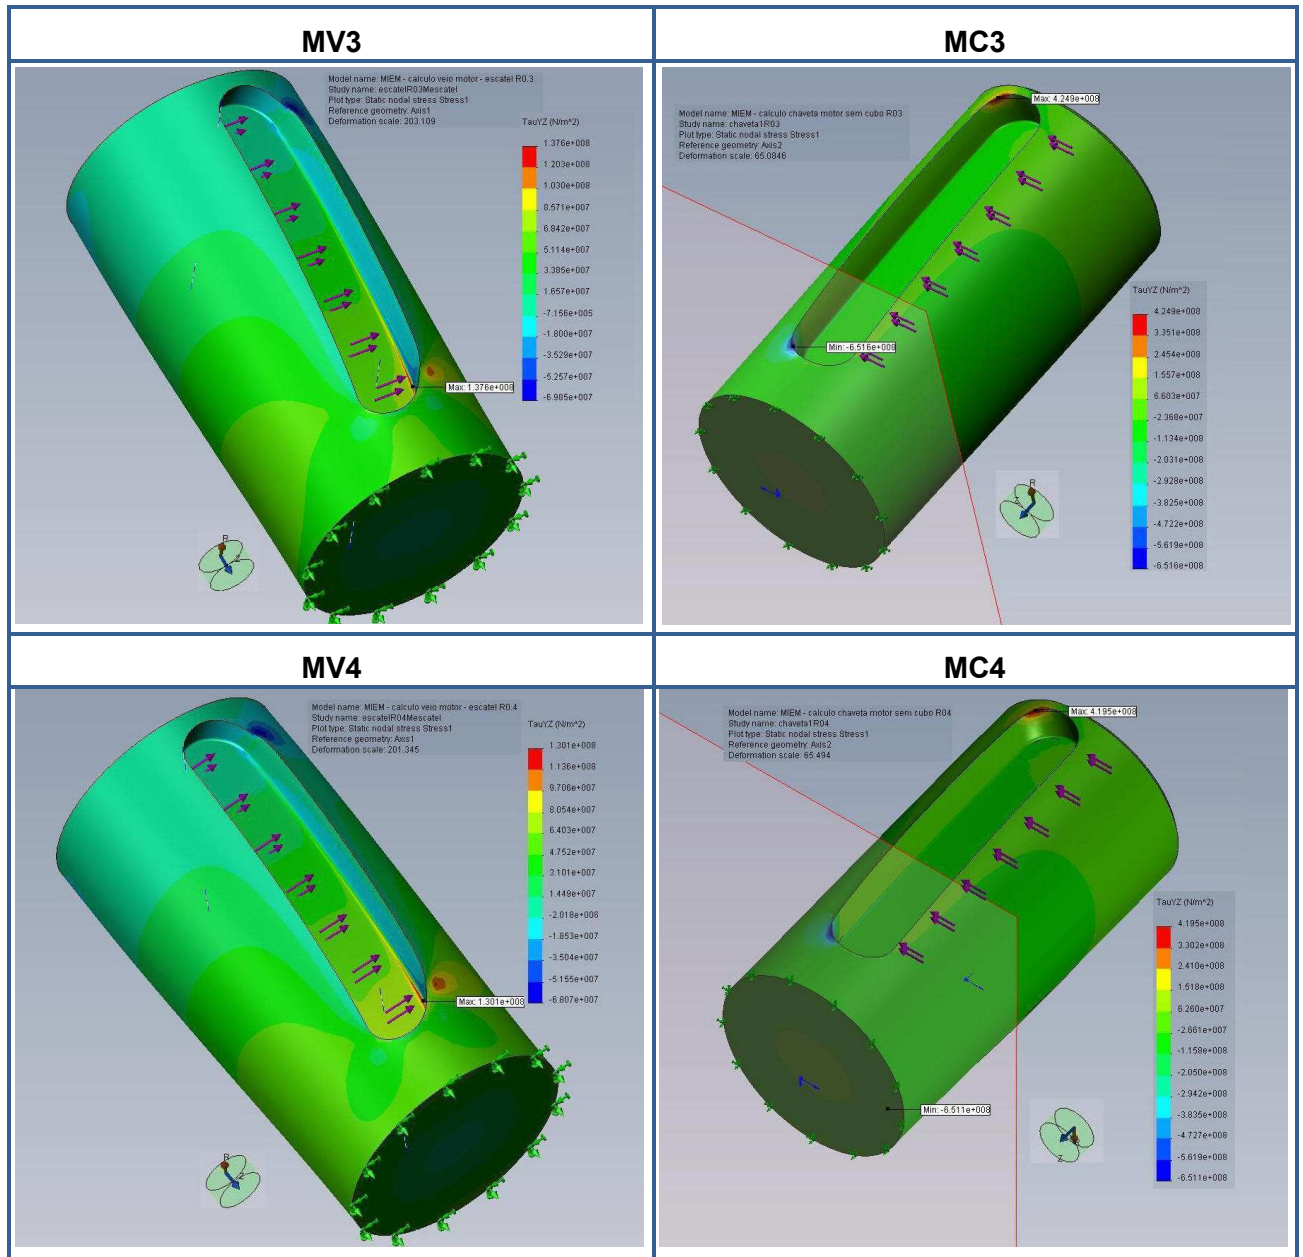 MV3
MC3
Model name: MIEM - calculo veio motor - escatel R0.3
Study name: escatelR03Mescatel
Plot type: Static nodal stress Stress1
Reference geometry: Axis1
Deformation scale: 203.109
TauYZ (N/m^2)
1.376e+008
1.203e+008
1.030e+008
8.571e+007
6.842e+007
5.114e+007
3.385e+007
1.657e+007
-7.156e+005
-1.800e+007
-3.529e+007
-5.257e+007
-6.985e+007
Max: 1.376e+008
R
Z
Model name: MIEM - calculo chaveta motor sem cubo R03
Study name: chaveta1R03
Plot type: Static nodal stress Stress1
Reference geometry: Axis2
Deformation scale: 65.0846
Max: 4.249e+008
Min: -6.516e+008
TauYZ (N/m^2)
4.249e+008
3.351e+008
2.454e+008
1.557e+008
6.603e+007
-2.368e+007
-1.134e+008
-2.031e+008
-2.928e+008
-3.825e+008
-4.722e+008
-5.619e+008
-6.516e+008
R
Z
MV4
MC4
Model name: MIEM - calculo veio motor - escatel R0.4
Study name: escatelR04Mescatel
Plot type: Static nodal stress Stress1
Reference geometry: Axis1
Deformation scale: 201.345
TauYZ (N/m^2)
1.301e+008
1.136e+008
9.706e+007
8.054e+007
6.403e+007
4.752e+007
3.101e+007
1.449e+007
-2.018e+006
-1.853e+007
-3.504e+007
-5.155e+007
-6.807e+007
Max: 1.301e+008
R
Z
Model name: MIEM - calculo chaveta motor sem cubo R04
Study name: chaveta1R04
Plot type: Static nodal stress Stress1
Reference geometry: Axis2
Deformation scale: 65.494
Max: 4.195e+008
TauYZ (N/m^2)
4.195e+008
3.302e+008
2.410e+008
1.518e+008
6.260e+007
-2.661e+007
-1.158e+008
-2.050e+008
-2.942e+008
-3.835e+008
-4.727e+008
-5.619e+008
-6.511e+008
Min: -6.511e+008
Z